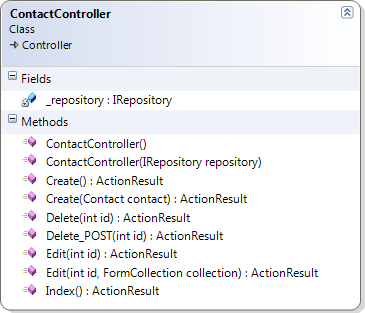 ContactController
Class
Controller
Fields
_repository : IRepository
Methods
ContactController()
ContactController(IRepository repository)
Create() : ActionResult
Create(Contact contact) : ActionResult
Delete(int id) : ActionResult
Delete_POST(int id) : ActionResult
Edit(int id) : ActionResult
Edit(int id, FormCollection collection) : ActionResult
Index() : ActionResult